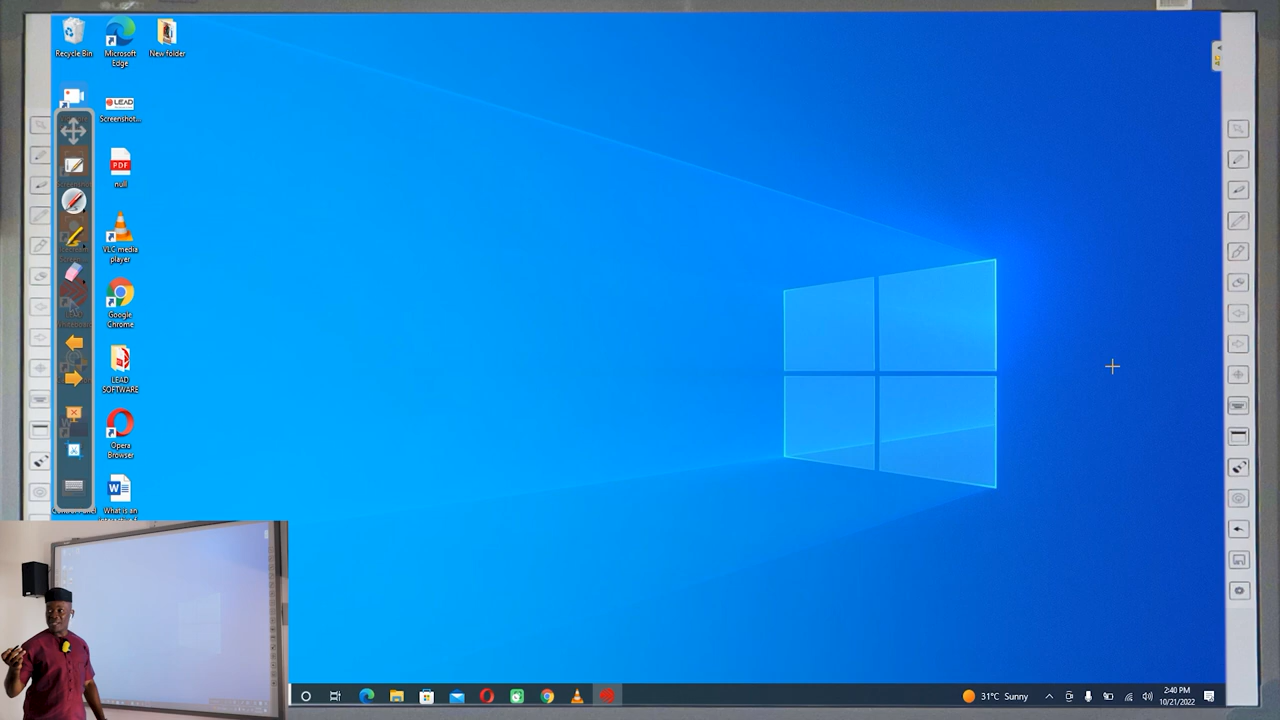 Recycle Bin
Microsoft
Edge
New folder
LEAD
Screenshot...
PDF
null
VLC media
player
Google
Chrome
LEAD
SOFTWARE
Opera
Browser
W
What is an
31°C Sunny
2:40 PM
10/21/2022